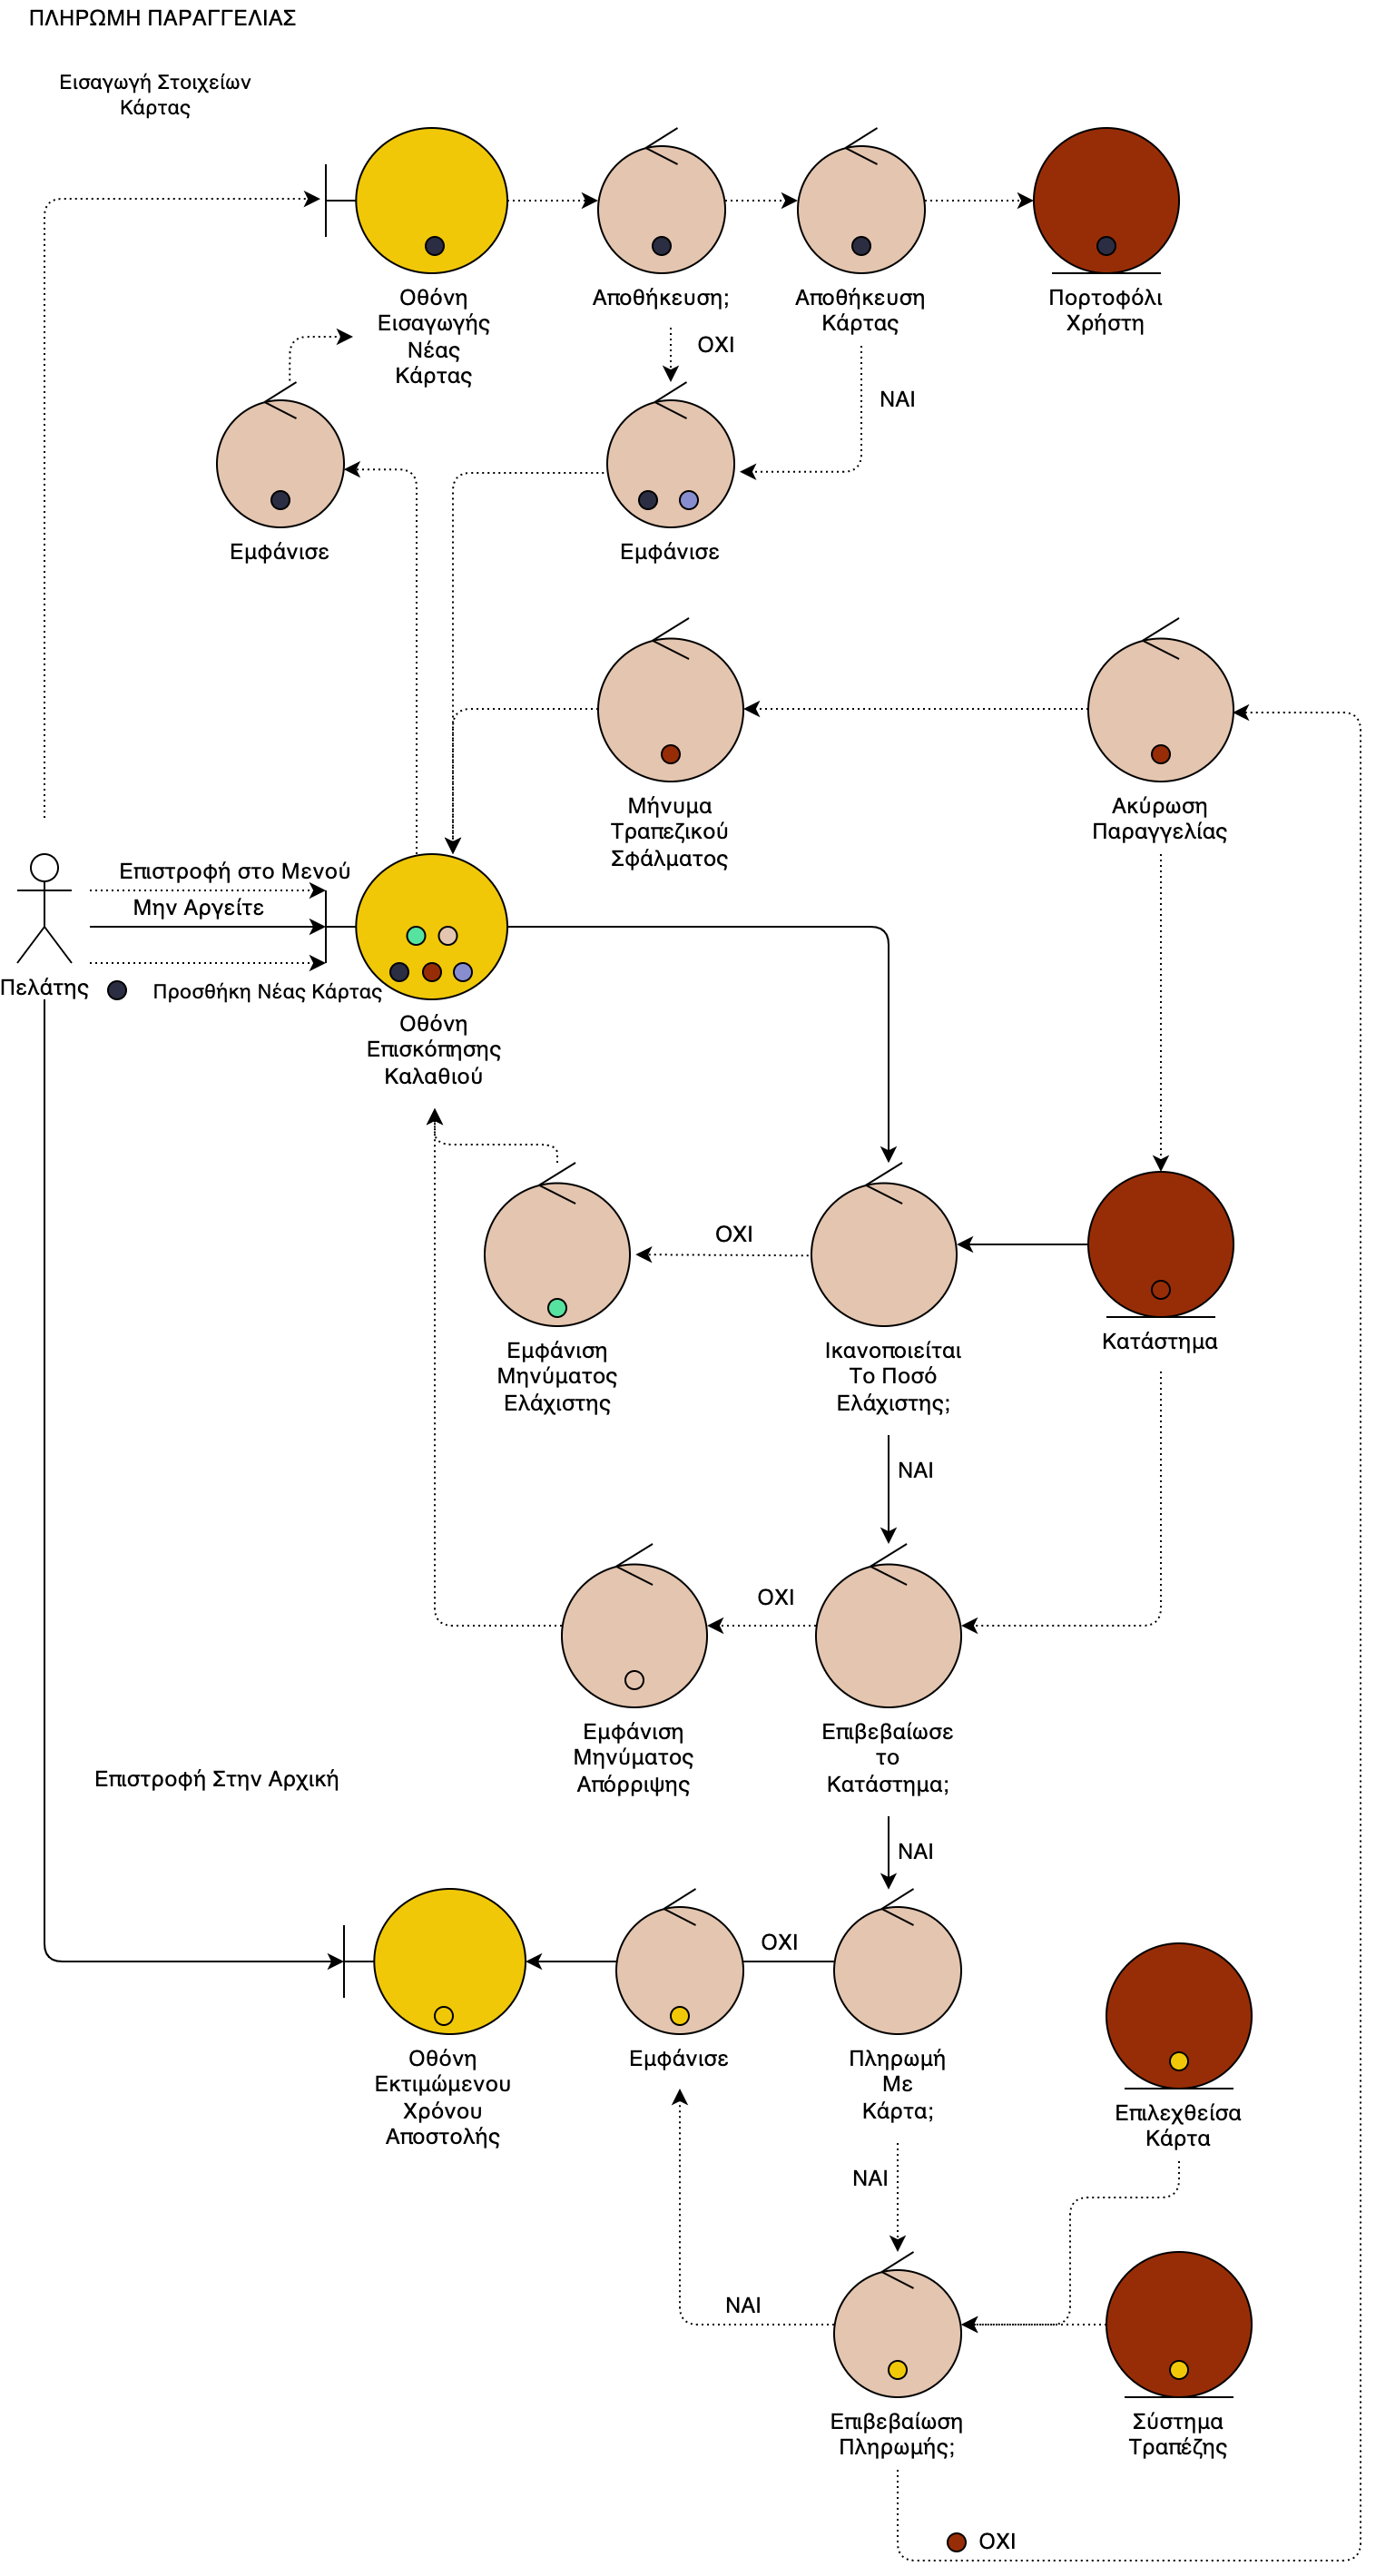 ΠΛΗΡΩΜΗ ΠΑΡΑΓΓΕΛΙΑΣ
Εισαγωγή Στοιχείων
Κάρτας
Οθόνη
Εισαγωγής
Νέας
Κάρτας
Αποθήκευση;
Αποθήκευση
Κάρτας
Πορτοφόλι
Χρήστη
ΟΧΙ
ΝΑΙ
Εμφάνισε
Εμφάνισε
Μήνυμα
Τραπεζικού
Σφάλματος
Ακύρωση
Παραγγελίας
Επιστροφή στο Μενού
Μην Αργείτε
Πελάτης
Προσθήκη Νέας Κάρτας
Οθόνη
Επισκόπησης
Καλαθιού
ΟΧΙ
Εμφάνιση
Μηνύματος
Ελάχιστης
Ικανοποιείται
Το Ποσό
Ελάχιστης;
Κατάστημα
ΝΑΙ
ΟΧΙ
Εμφάνιση
Μηνύματος
Απόρριψης
Επιβεβαίωσε
το
Κατάστημα;
Επιστροφή Στην Αρχική
ΝΑΙ
ΟΧΙ
Οθόνη
Εκτιμώμενου
Χρόνου
Αποστολής
Εμφάνισε
Πληρωμή
Με
Κάρτα;
Επιλεχθείσα
Κάρτα
ΝΑΙ
ΝΑΙ
Επιβεβαίωση
Πληρωμής;
Σύστημα
Τραπέζης
ΟΧΙ